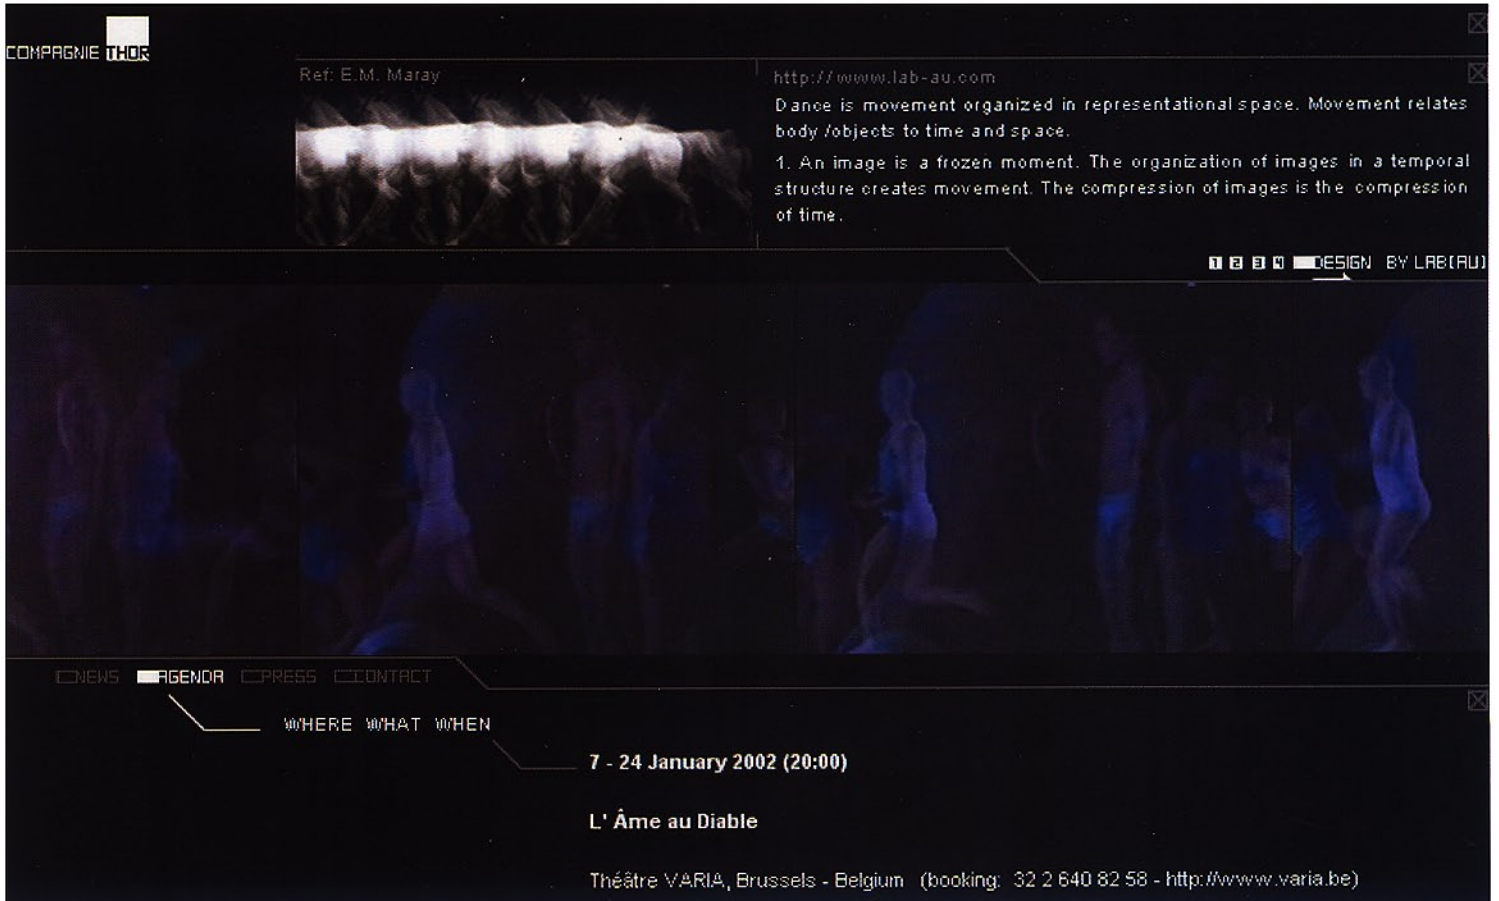 COMPAGNIE THOR
Ref: E.M. Maray
http://www.lab-au.com
Dance is movement organized in representational space. Movement relates
body /objects to time and space.
1. An image is a frozen moment. The organization of images in a temporal
structure creates movement. The compression of images is the compression
of time.
1 2 3 4 DESIGN BY LAB[AU]
NEWS AGENDA PRESS CONTACT
WHERE WHAT WHEN
7 - 24 January 2002 (20:00)
L' Âme au Diable
Théâtre VARIA, Brussels - Belgium (booking: 32 2 640 82 58 - http://www.varia.be)